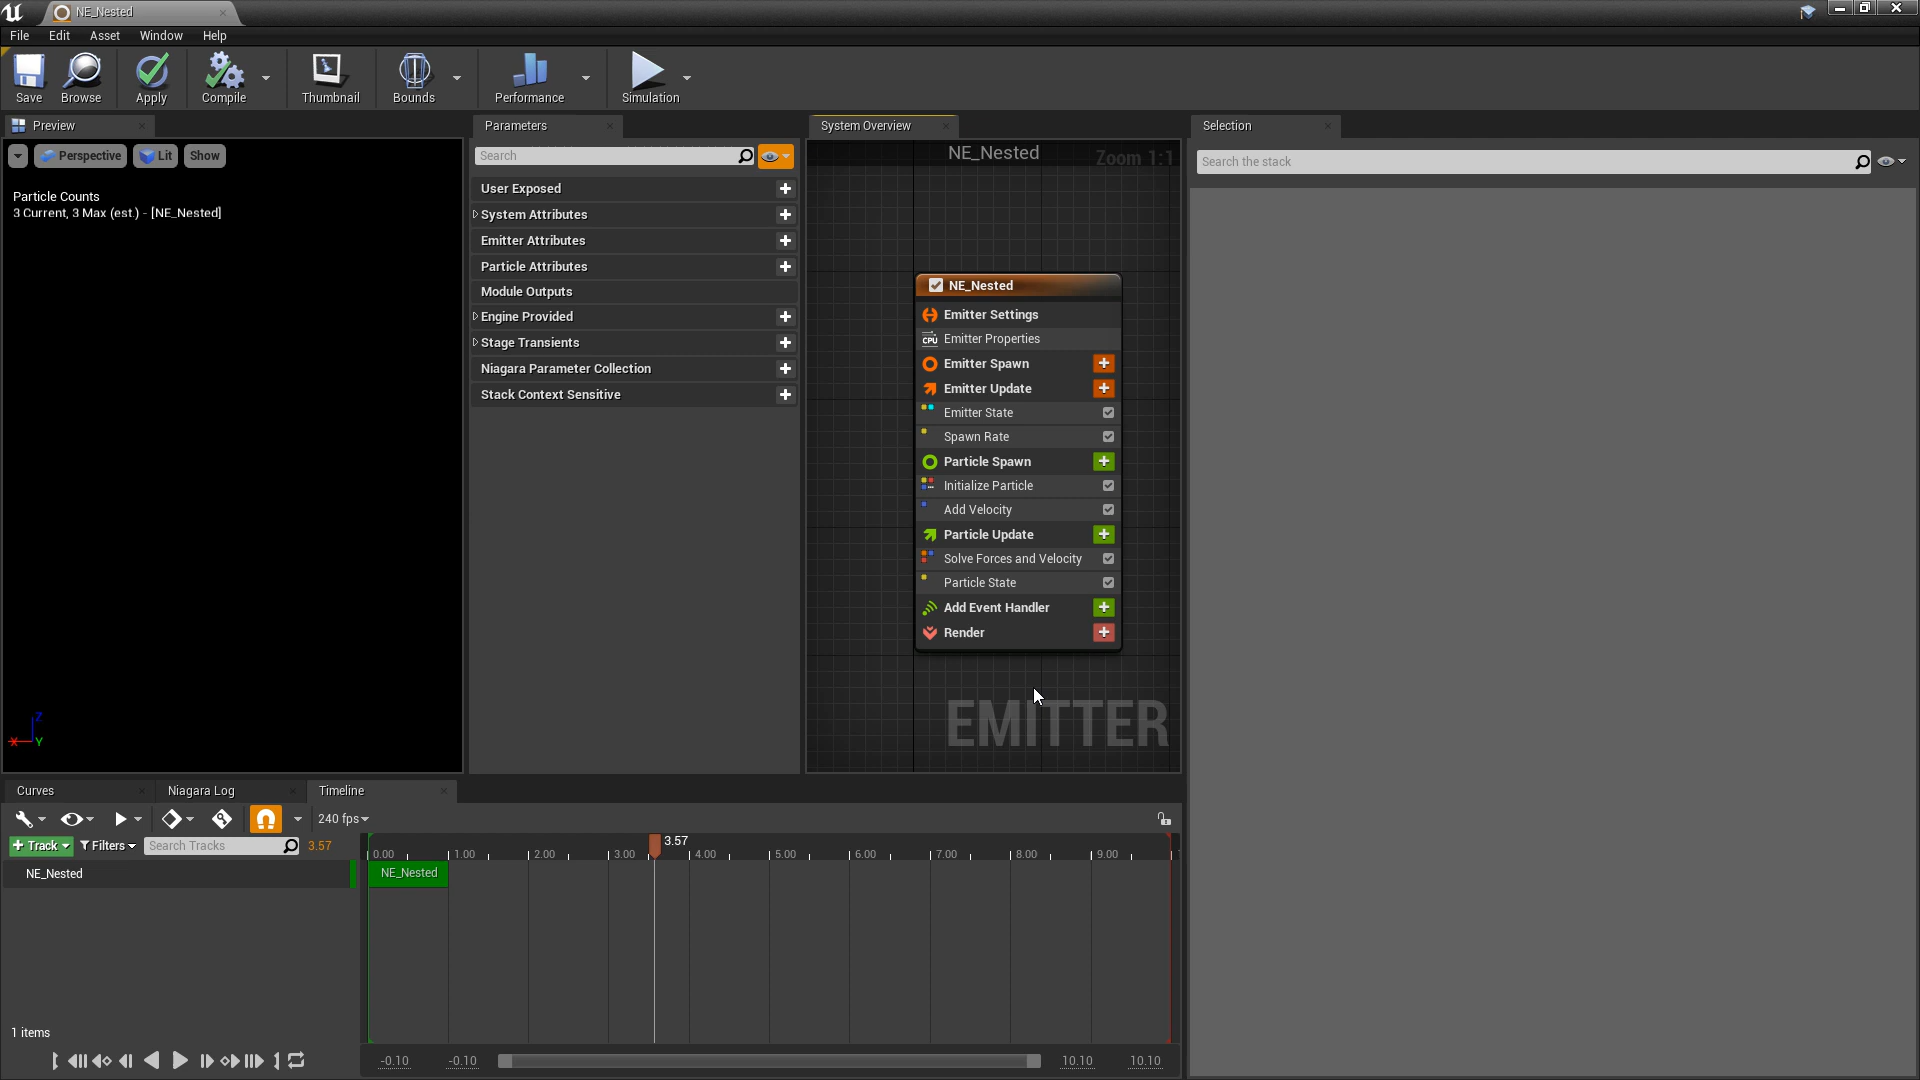 NE_Nested
File Edit Asset Window Help
Save Browse Apply Compile Thumbnail Bounds Performance Simulation
Preview
Perspective Lit Show
Particle Counts
3 Current, 3 Max (est.) - [NE_Nested]
Z
X Y
Parameters
Search
User Exposed
System Attributes
Emitter Attributes
Particle Attributes
Module Outputs
Engine Provided
Stage Transients
Niagara Parameter Collection
Stack Context Sensitive
System Overview
NE_Nested Zoom 1:1
NE_Nested
Emitter Settings
CPU Emitter Properties
Emitter Spawn
Emitter Update
Emitter State
Spawn Rate
Particle Spawn
Initialize Particle
Add Velocity
Particle Update
Solve Forces and Velocity
Particle State
Add Event Handler
Render
EMITTER
Selection
Search the stack
Curves Niagara Log Timeline
240 fps
Track Filters Search Tracks 3.57
3.57
0.00 1.00 2.00 3.00 4.00 5.00 6.00 7.00 8.00 9.00
NE_Nested NE_Nested
1 items
-0.10 -0.10 10.10 10.10